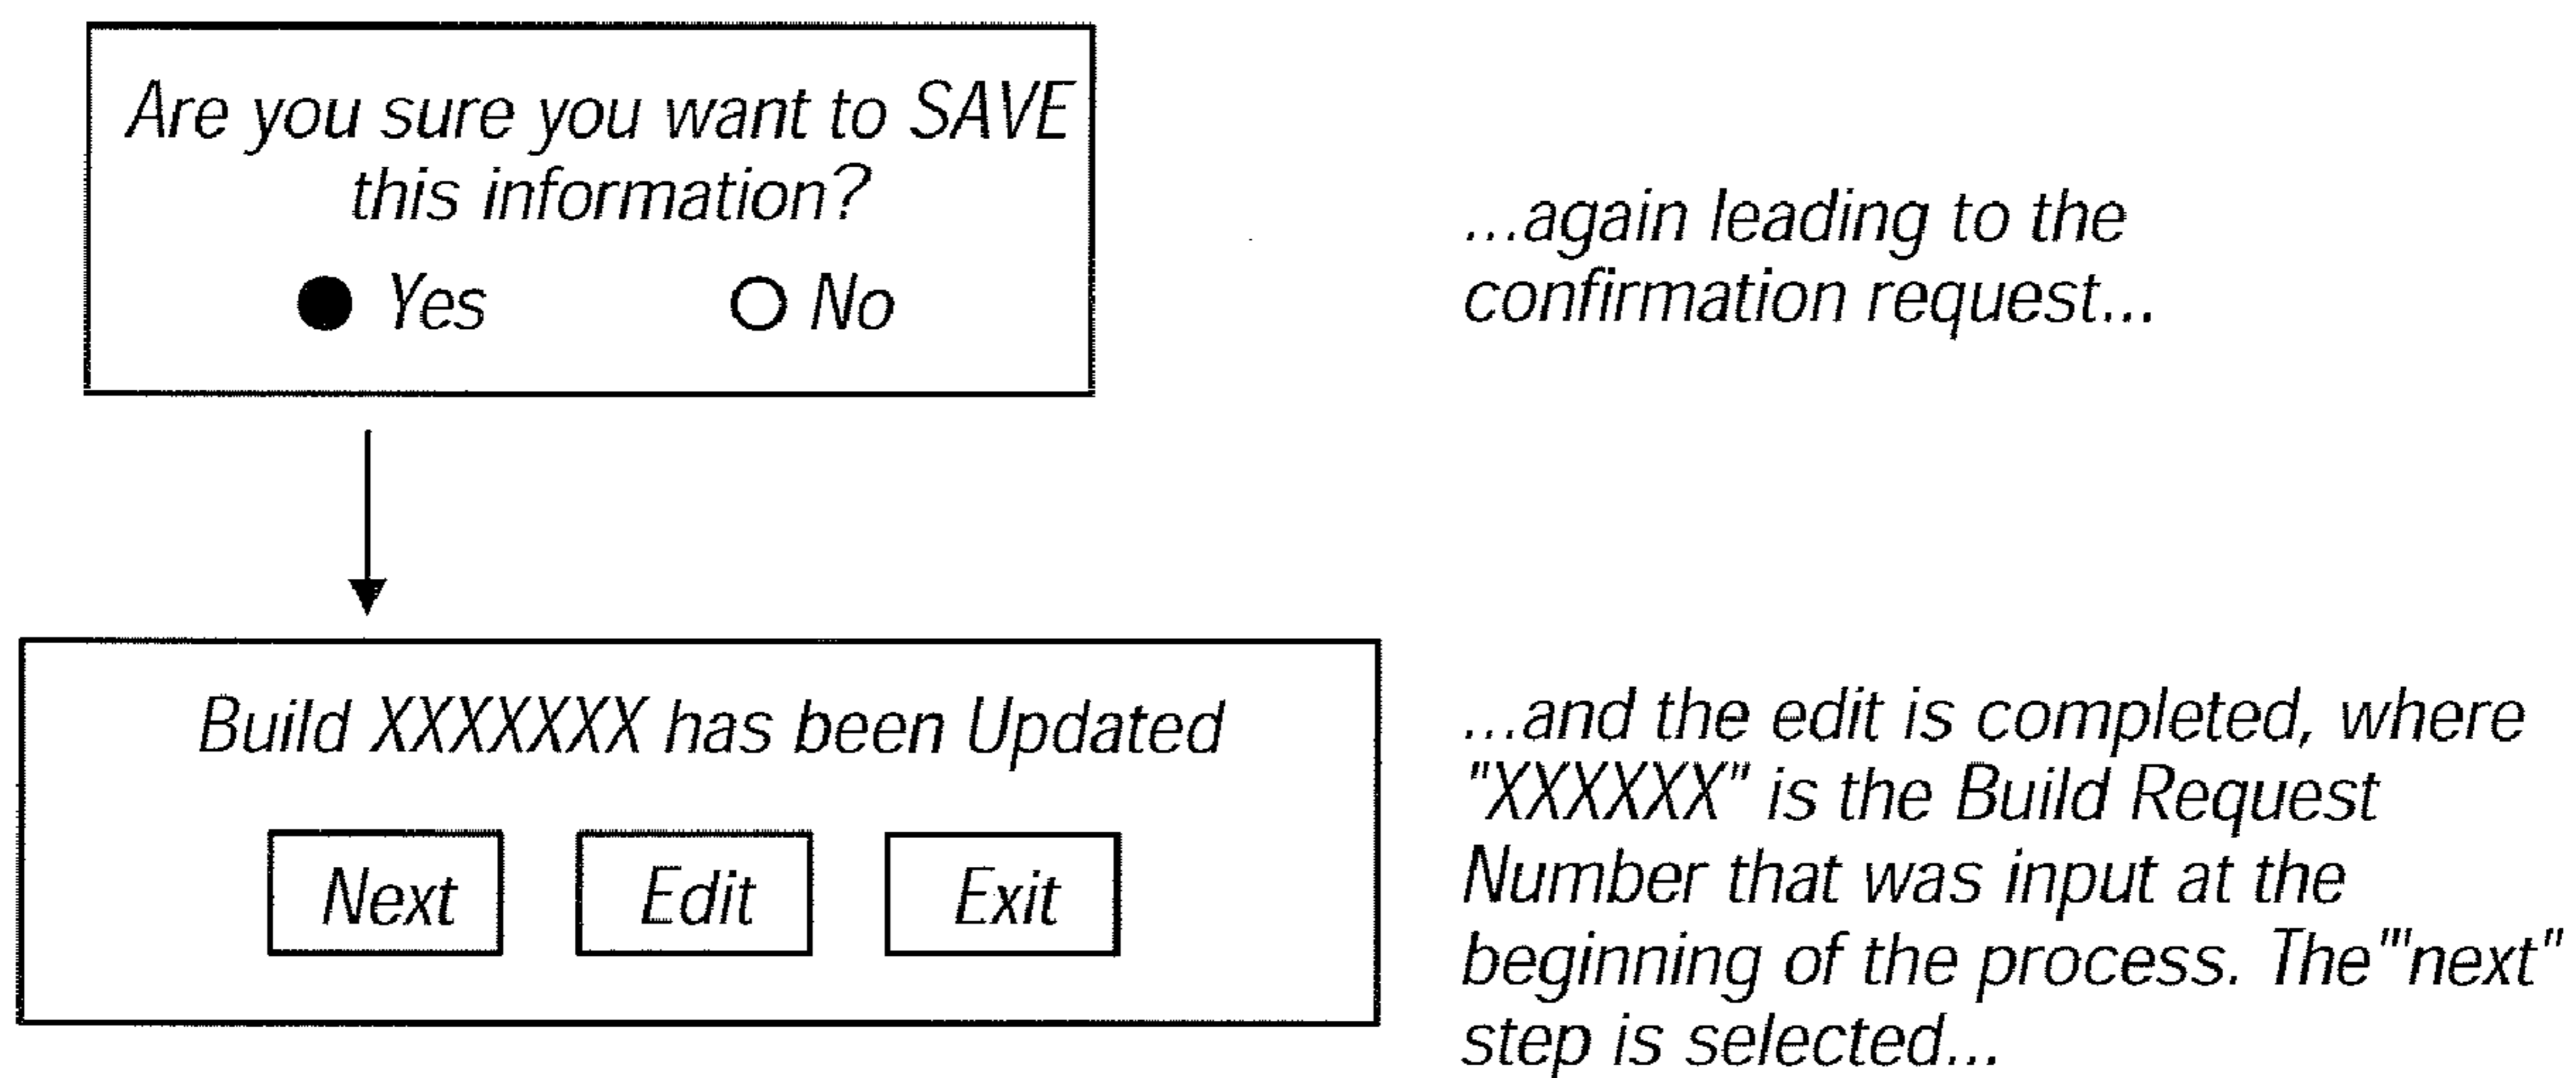 Are you sure you want to SAVE
this information?
Yes No
...again leading to the
confirmation request...
Build XXXXXXX has been Updated
Next Edit Exit
...and the edit is completed, where
"XXXXXX" is the Build Request
Number that was input at the
beginning of the process. The'"next"
step is selected...